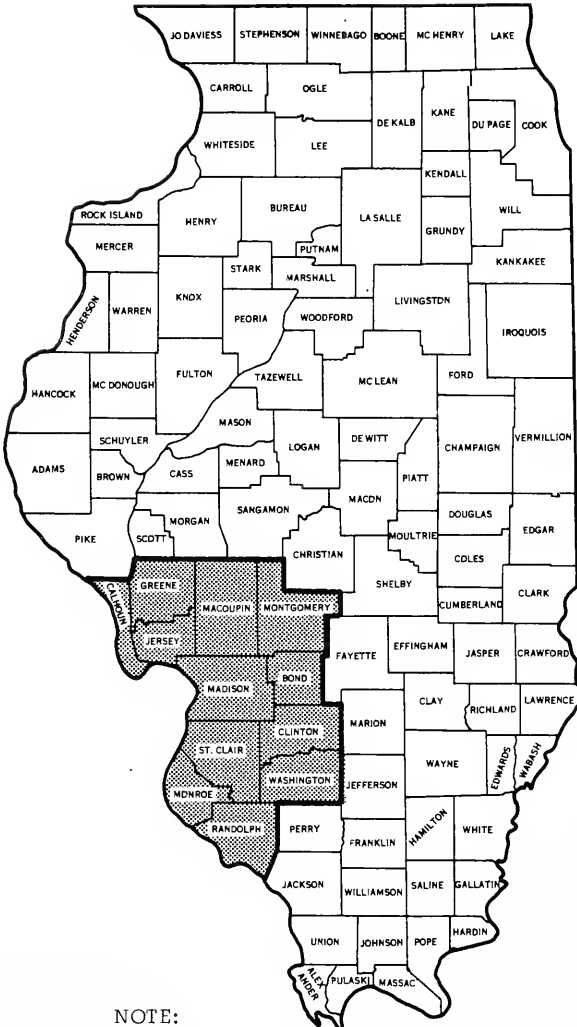 JO DAVIESS STEPHENSON WINNEBAGO BOONE MC HENRY LAKE
CARROLL OGLE DE KALB KANE DU PAGE COOK
WHITESIDE LEE KENDALL
ROCK ISLAND HENRY BUREAU LA SALLE GRUNDY WILL
MERCER PUTNAM KANKAKEE
HENDERSON WARREN KNOX STARK MARSHALL LIVINGSTON
PEORIA WOODFORD IROQUOIS
HANCOCK MC DONOUGH FULTON TAZEWELL MC LEAN FORD
MASON
SCHUYLER LOGAN DE WITT CHAMPAIGN VERMILLION
ADAMS BROWN CASS MENARD PIATT
MACON
PIKE SCOTT MORGAN SANGAMON MOULTRIE DOUGLAS EDGAR
CHRISTIAN COLES
SHELBY
CALHOUN GREENE MACOUPIN MONTGOMERY CUMBERLAND CLARK
JERSEY FAYETTE EFFINGHAM JASPER CRAWFORD
MADISON BOND CLAY RICHLAND LAWRENCE
ST. CLAIR CLINTON MARION
WASHINGTON WAYNE EDWARDS WABASH
MONROE JEFFERSON
RANDOLPH PERRY FRANKLIN HAMILTON WHITE
JACKSON WILLIAMSON SALINE GALLATIN
UNION JOHNSON POPE HARDIN
ALEX ANDER PULASKI MASSAC
NOTE: